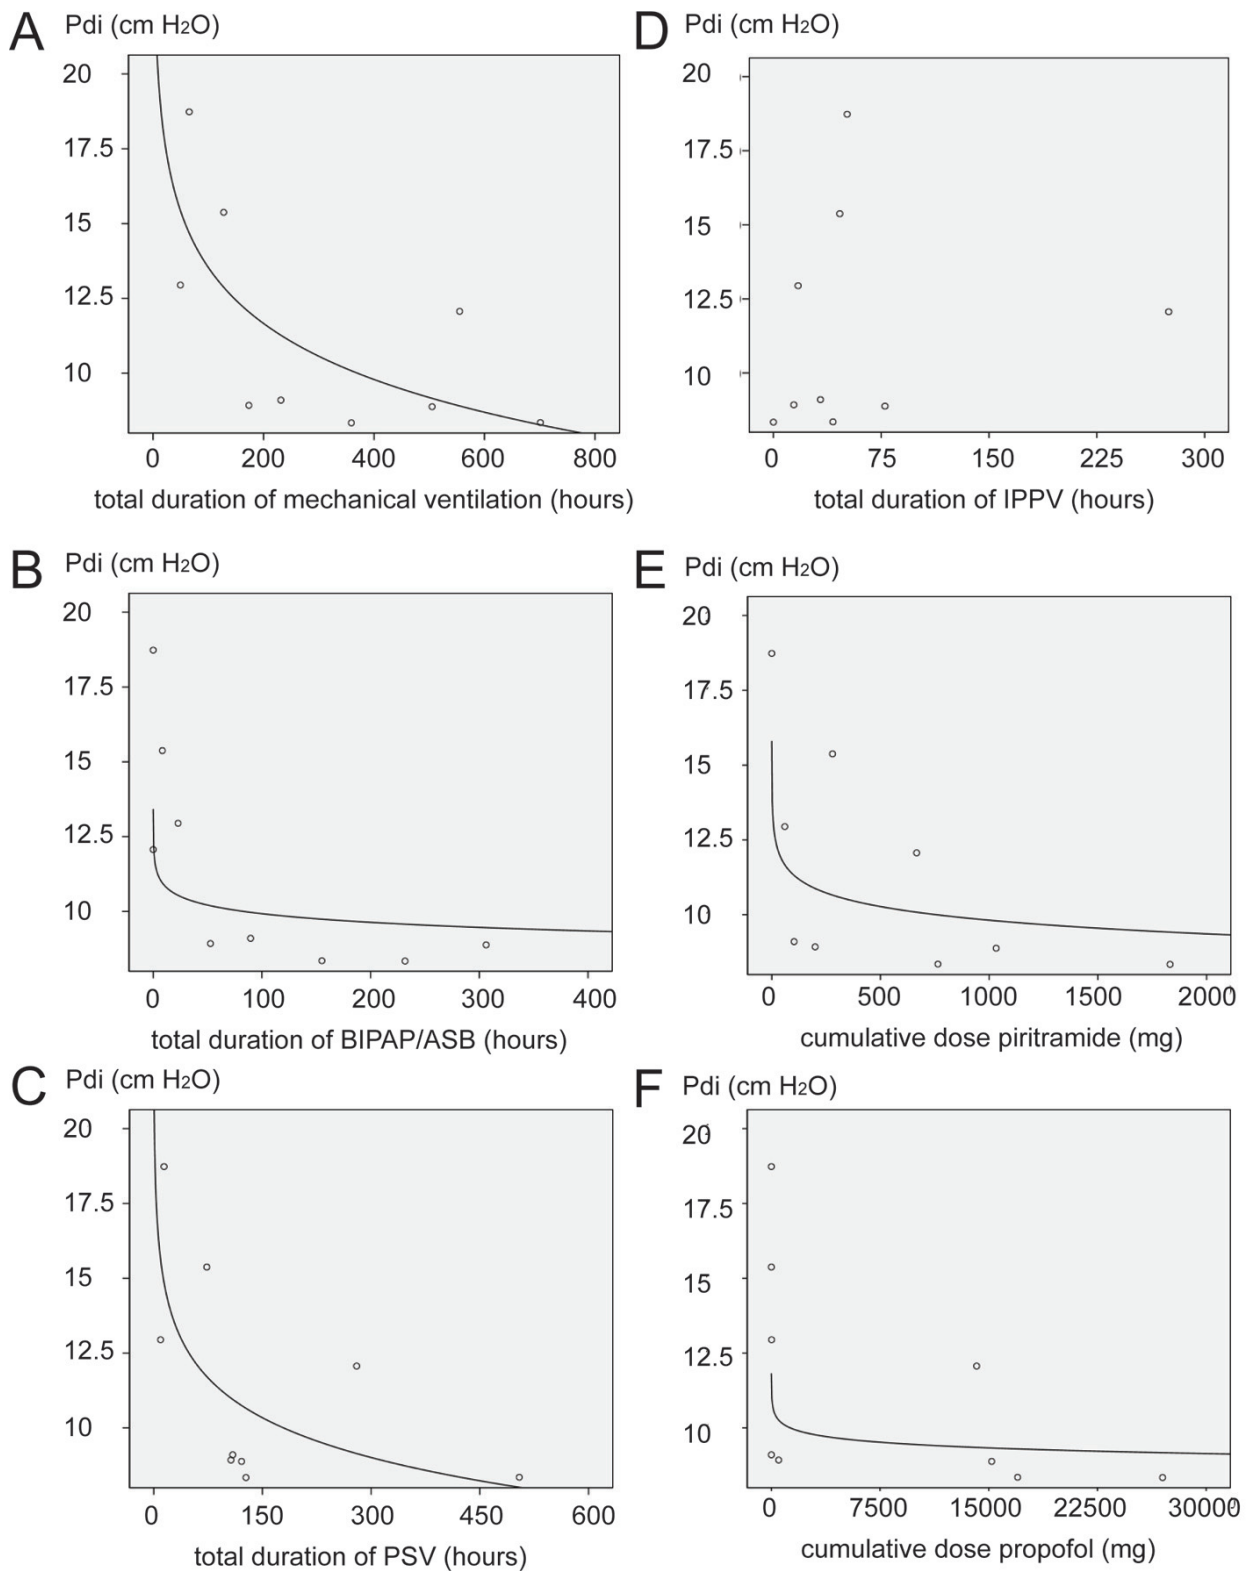 A Pdi (cm H2O)
20
17.5
15
12.5
10
0 200 400 600 800
total duration of mechanical ventilation (hours)
B Pdi (cm H2O)
20
17.5
15
12.5
10
0 100 200 300 400
total duration of BIPAP/ASB (hours)
C Pdi (cm H2O)
20
17.5
15
12.5
10
0 150 300 450 600
total duration of PSV (hours)
D Pdi (cm H2O)
20
17.5
15
12.5
10
0 75 150 225 300
total duration of IPPV (hours)
E Pdi (cm H2O)
20
17.5
15
12.5
10
0 500 1000 1500 2000
cumulative dose piritramide (mg)
F Pdi (cm H2O)
20
17.5
15
12.5
10
0 7500 15000 22500 30000
cumulative dose propofol (mg)